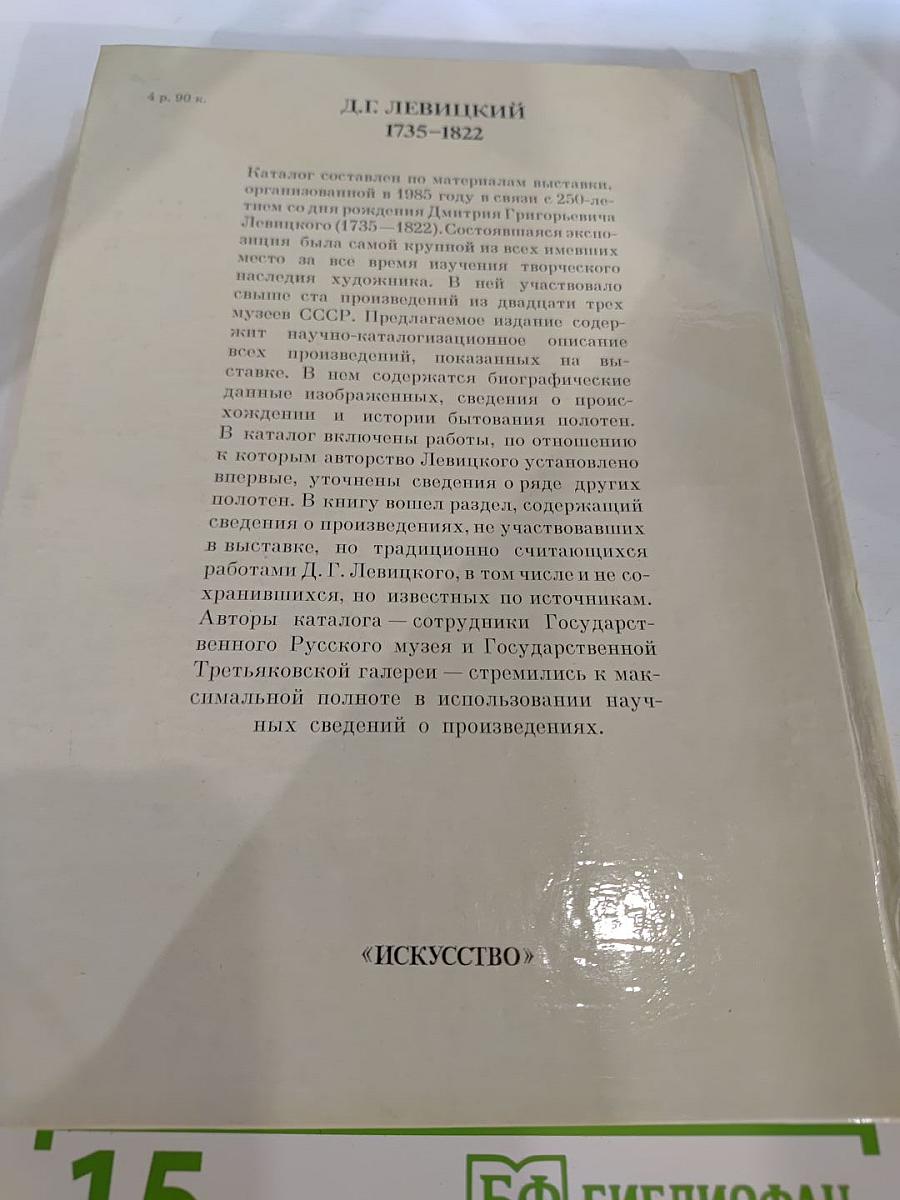 4 р. 90 к.
Д.Г. ЛЕВИЦКИЙ
1735–1822
Каталог составлен по материалам выставки,
организованной в 1985 году в связи с 250-ле-
тием со дня рождения Дмитрия Григорьевича
Левицкого (1735—1822). Состоявшаяся экспо-
зиция была самой крупной из всех имевших
место за все время изучения творческого
наследия художника. В ней участвовало
свыше ста произведений из двадцати трех
музеев СССР. Предлагаемое издание содер-
жит научно-каталогизационное описание
всех произведений, показанных на вы-
ставке. В нем содержатся биографические
данные изображенных, сведения о проис-
хождении и истории бытования полотен.
В каталог включены работы, по отношению
к которым авторство Левицкого установлено
впервые, уточнены сведения о ряде других
полотен. В книгу вошел раздел, содержащий
сведения о произведениях, не участвовавших
в выставке, но традиционно считающихся
работами Д. Г. Левицкого, в том числе и не со-
хранившихся, но известных по источникам.
Авторы каталога — сотрудники Государст-
венного Русского музея и Государственной
Третьяковской галереи — стремились к мак-
симальной полноте в использовании науч-
ных сведений о произведениях.
«ИСКУССТВО»
15
БФ БИБЛИОФАН